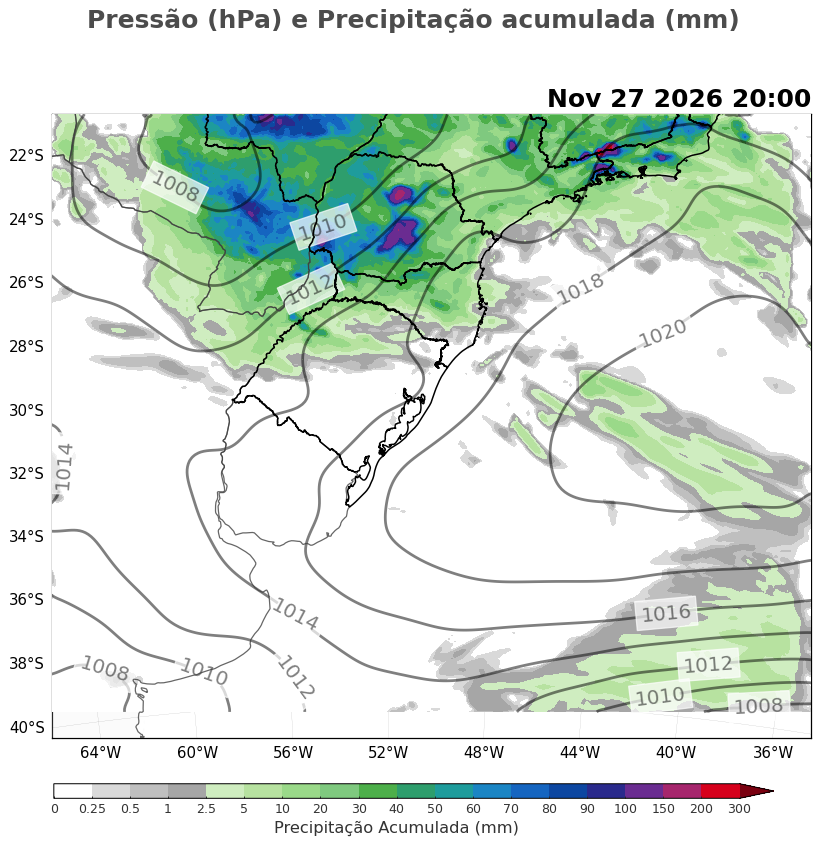 Pressão (hPa) e Precipitação acumulada (mm)
Nov 27 2026 20:00
22°S
24°S
26°S
28°S
30°S
32°S
34°S
36°S
38°S
40°S
1008
1010
1012
1018
1020
1014
1014
1016
1012
1010
1008
1008
1010
1012
64°W 60°W 56°W 52°W 48°W 44°W 40°W 36°W
0 0.25 0.5 1 2.5 5 10 20 30 40 50 60 70 80 90 100 150 200 300
Precipitação Acumulada (mm)